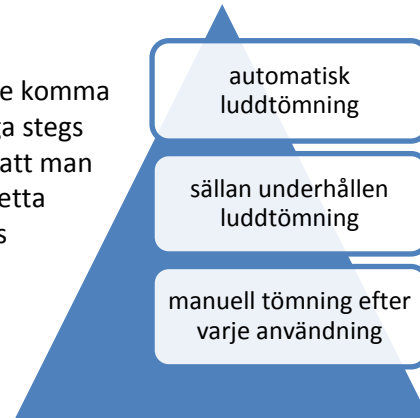 e komma
a stegs
att man
etta
s
automatisk
luddtömning
sällan underhållen
luddtömning
manuell tömning efter
varje användning